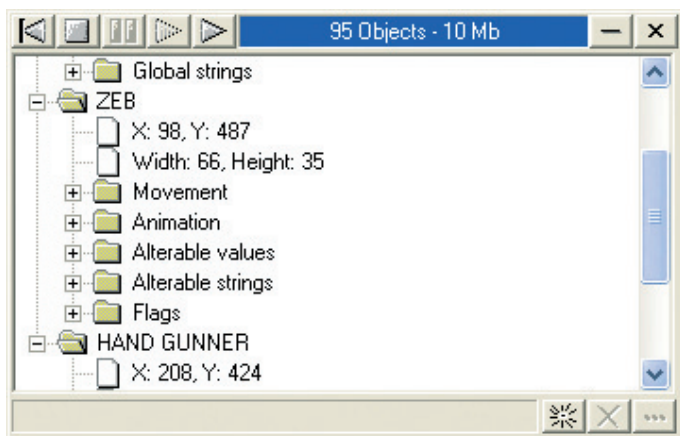 95 Objects - 10 Mb
Global strings
ZEB
X: 98, Y: 487
Width: 66, Height: 35
Movement
Animation
Alterable values
Alterable strings
Flags
HAND GUNNER
X: 208, Y: 424